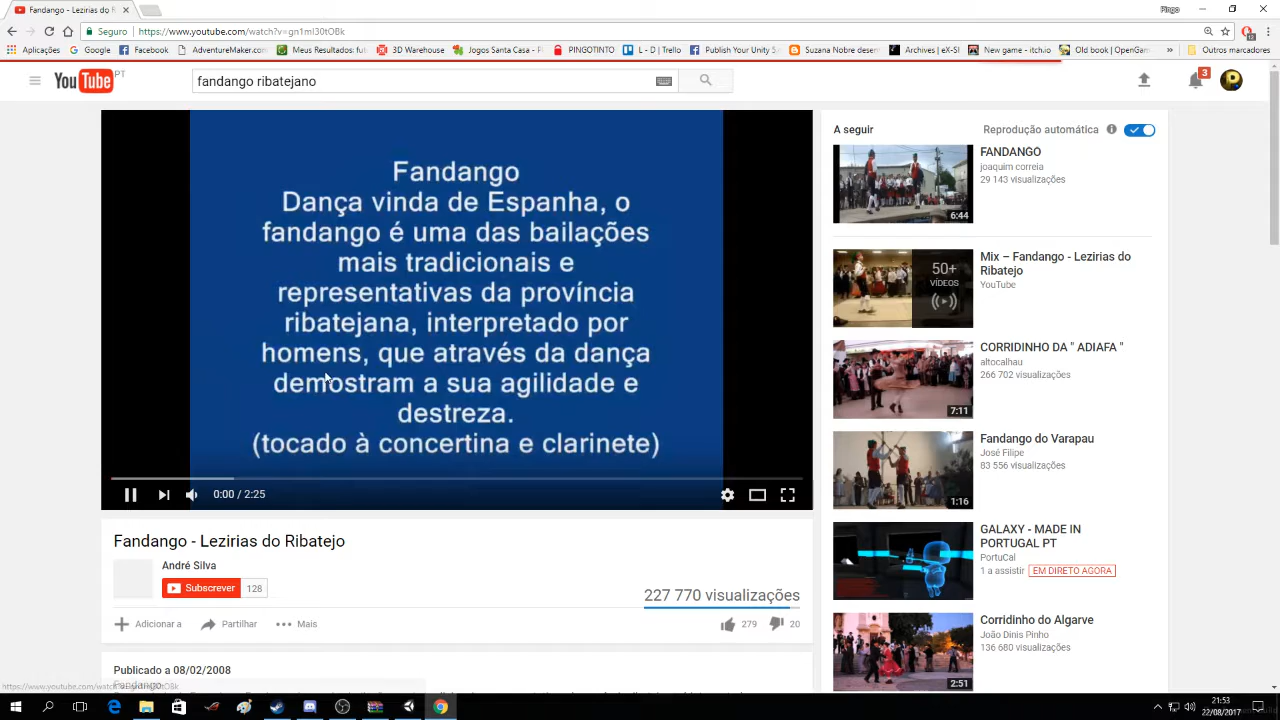 Fandango - Lezirias do R
Pingo
Seguro
https://www.youtube.com/watch?v=gn1ml30tOBk
Aplicações
Google
Facebook
AdventureMaker.com
Meus Resultados: fut
3D Warehouse
Jogos Santa Casa - P
PINGOTINTO
L - D | Trello
Publish Your Unity
Suzana Nobre desen
Archives | eX-SI
New game - itch.io
Old book | OpenGam
»
Outros marcadores
YouTube PT
fandango ribatejano
3
Fandango
Dança vinda de Espanha, o
fandango é uma das bailações
mais tradicionais e
representativas da província
ribatejana, interpretado por
homens, que através da dança
demostram a sua agilidade e
destreza.
(tocado à concertina e clarinete)
0:00 / 2:25
Fandango - Lezirias do Ribatejo
André Silva
Subscrever 128
227 770 visualizações
Adicionar a
Partilhar
Mais
279
20
Publicado a 08/02/2008
Fandango
A seguir
Reprodução automática
FANDANGO
joaquim correia
29 143 visualizações
6:44
Mix – Fandango - Lezirias do
Ribatejo
YouTube
50+
VÍDEOS
CORRIDINHO DA " ADIAFA "
altocalhau
266 702 visualizações
7:11
Fandango do Varapau
José Filipe
83 556 visualizações
1:16
GALAXY - MADE IN
PORTUGAL PT
PortuCal
1 a assistir EM DIRETO AGORA
Corridinho do Algarve
João Dinis Pinho
136 680 visualizações
2:51
21:53
22/08/2017